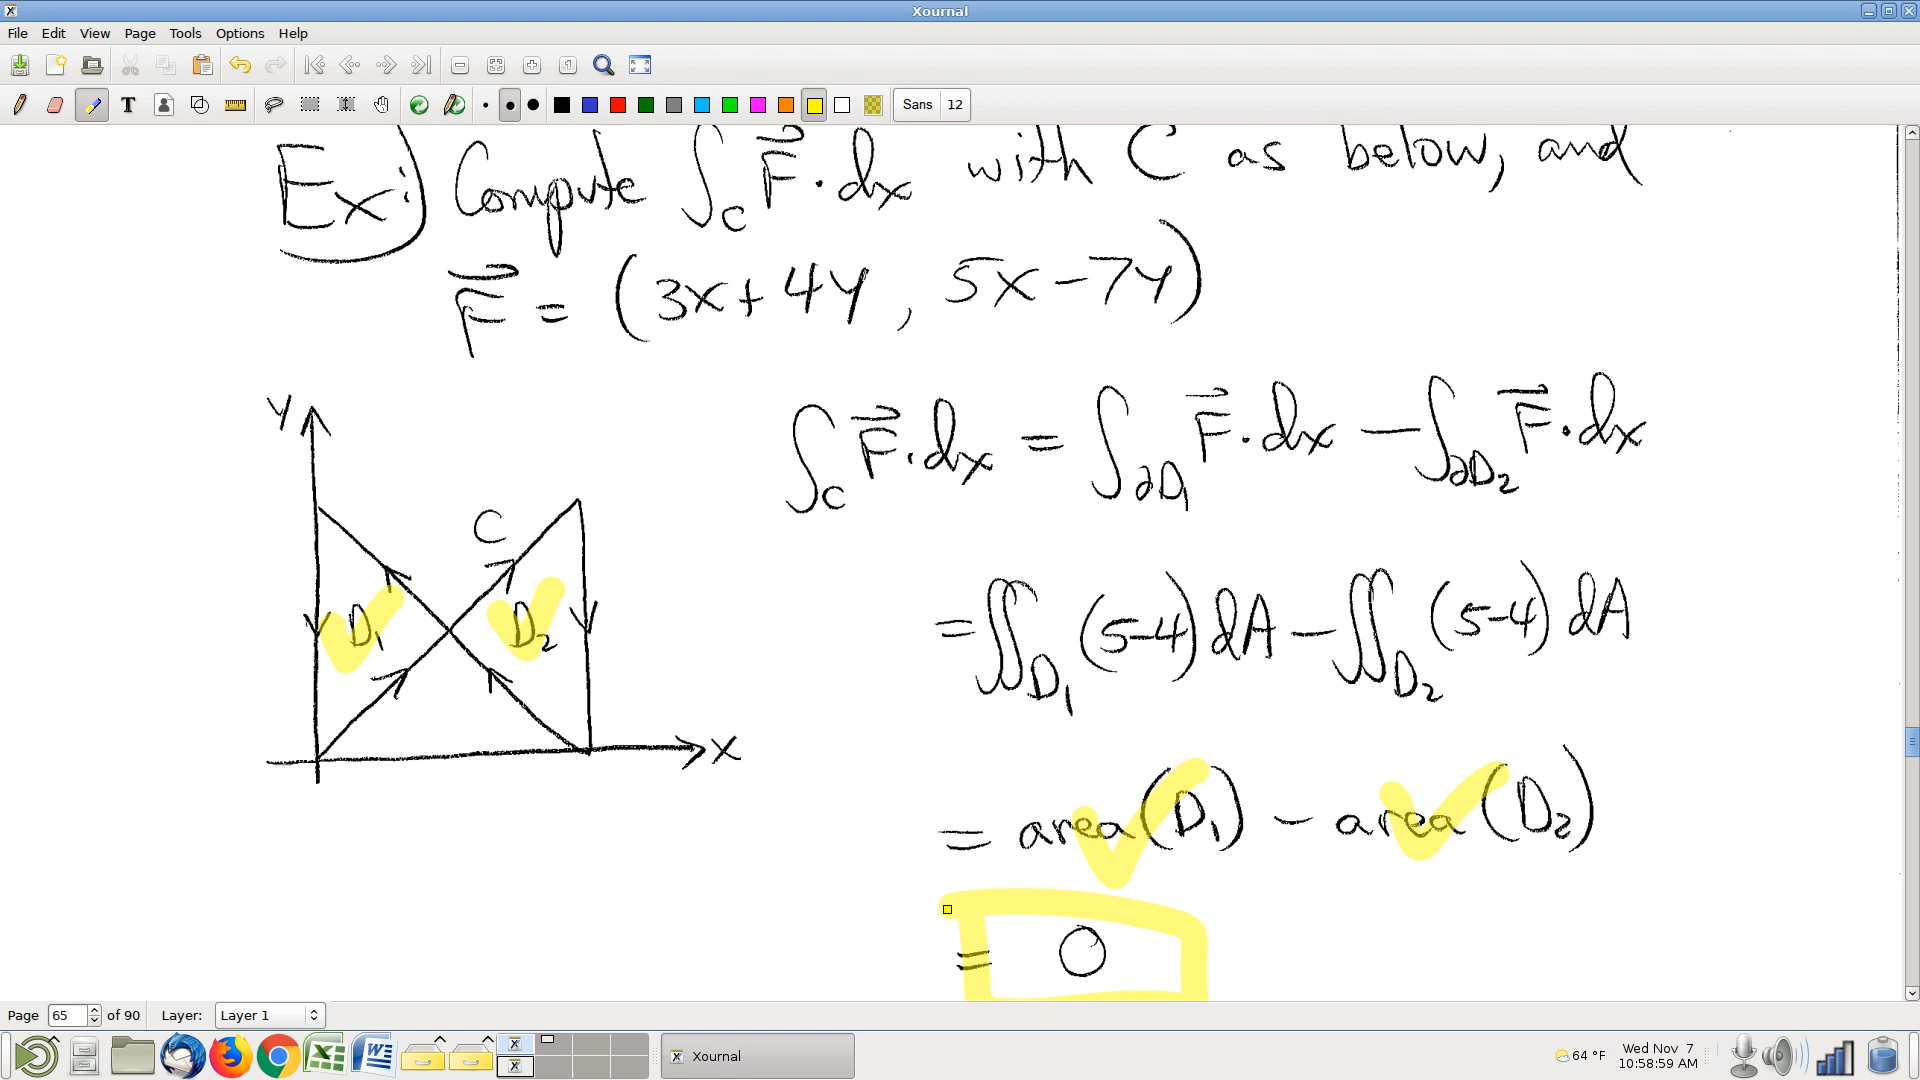 Xournal
File Edit View Page Tools Options Help
Sans 12
Ex: Compute ∫_C F⃗ · dx with C as below, and
F⃗ = (3x+4y, 5x-7y)
y
C
D₁ D₂
x
∫_C F⃗ · dx = ∫_∂D₁ F⃗ · dx - ∫_∂D₂ F⃗ · dx
= ∬_D₁ (5-4) dA - ∬_D₂ (5-4) dA
= area(D₁) - area(D₂)
= 0
Page 65 of 90 Layer: Layer 1
Xournal
64 °F
Wed Nov 7
10:58:59 AM